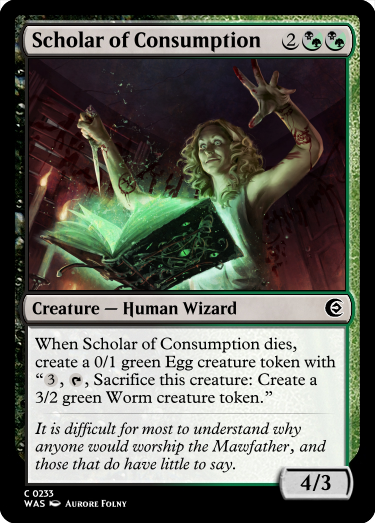 Scholar of Consumption 2
Creature — Human Wizard
When Scholar of Consumption dies,
create a 0/1 green Egg creature token with
“3, , Sacrifice this creature: Create a
3/2 green Worm creature token.”
It is difficult for most to understand why
anyone would worship the Mawfather, and
those that do have little to say.
4/3
C 0233
WAS Aurore Folny